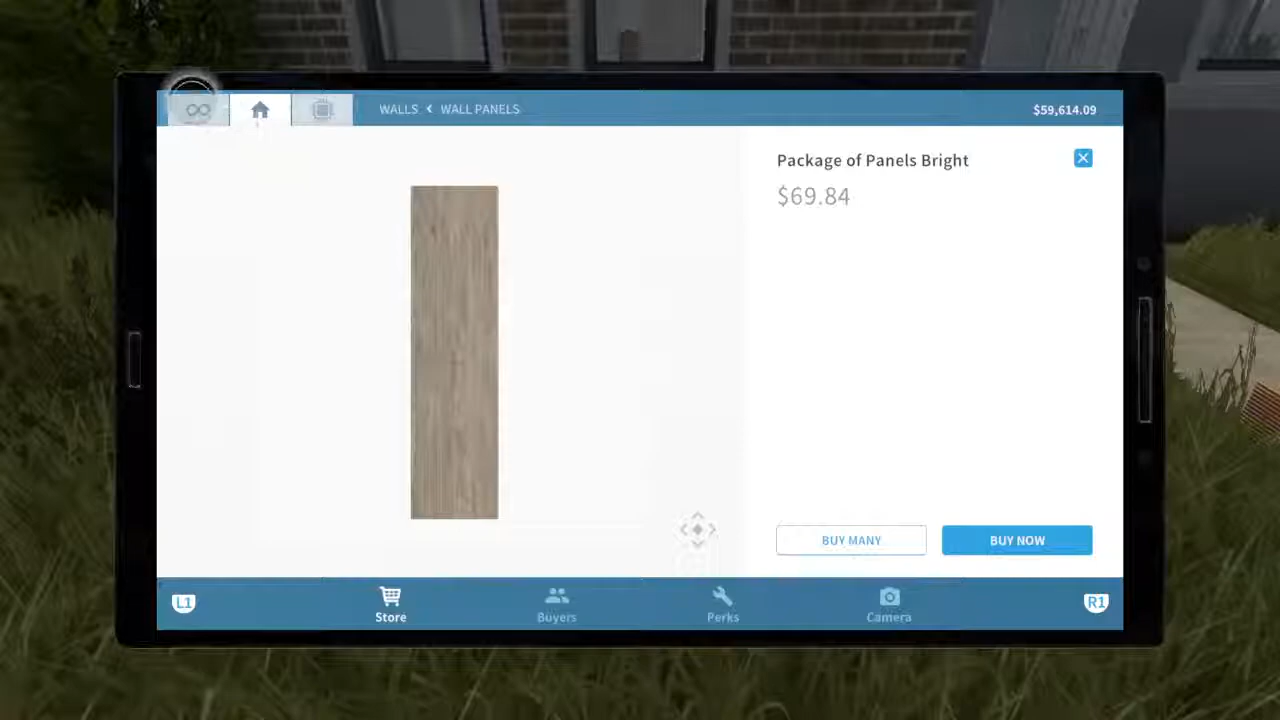 WALLS < WALL PANELS
$59,614.09
Package of Panels Bright
$69.84
BUY MANY
BUY NOW
L1
Store
Buyers
Perks
Camera
R1